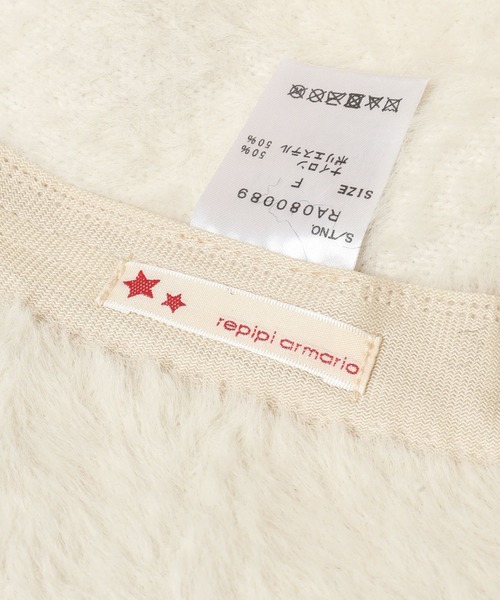 S/TNO.
RA080089
SIZE F
ナイロン 50%
ポリエステル 50%
repipi armario